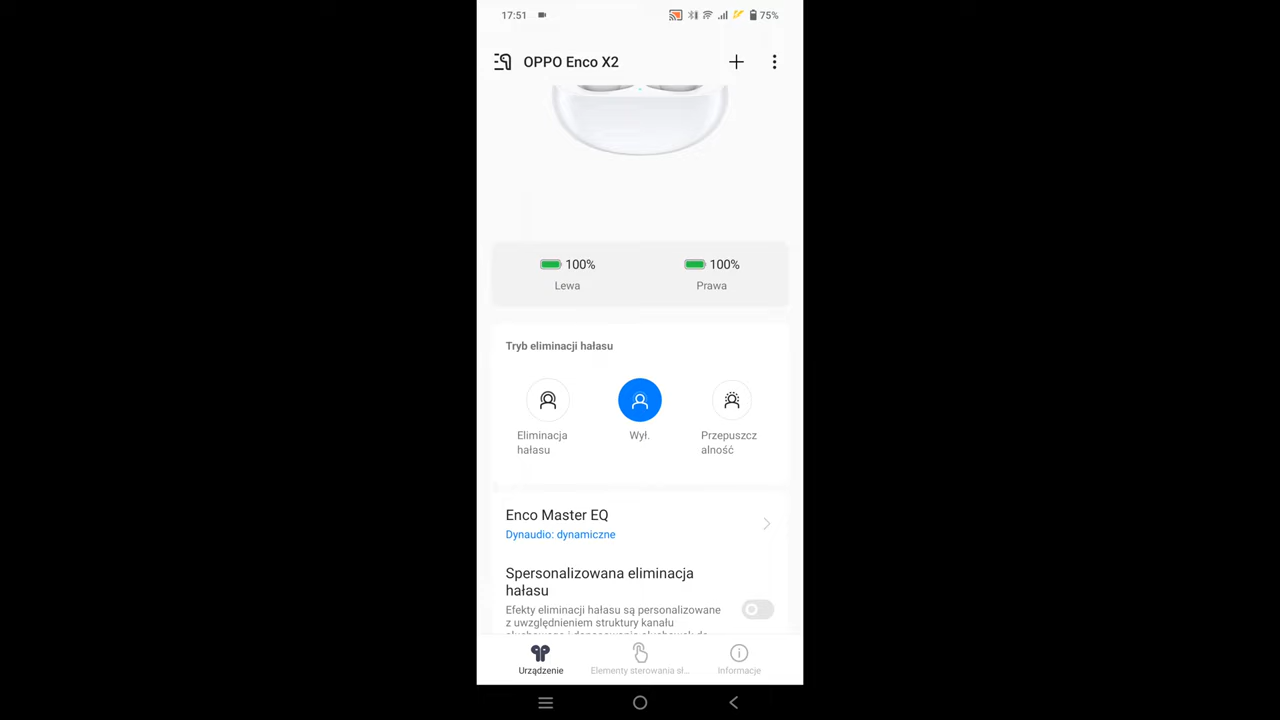 17:51
75%
OPPO Enco X2
100%
100%
Lewa
Prawa
Tryb eliminacji hałasu
Eliminacja
hałasu
Wył.
Przepuszcz
alność
Enco Master EQ
Dynaudio: dynamiczne
Spersonalizowana eliminacja
hałasu
Efekty eliminacji hałasu są personalizowane
z uwzględnieniem struktury kanału
Urządzenie
Elementy sterowania sł...
Informacje